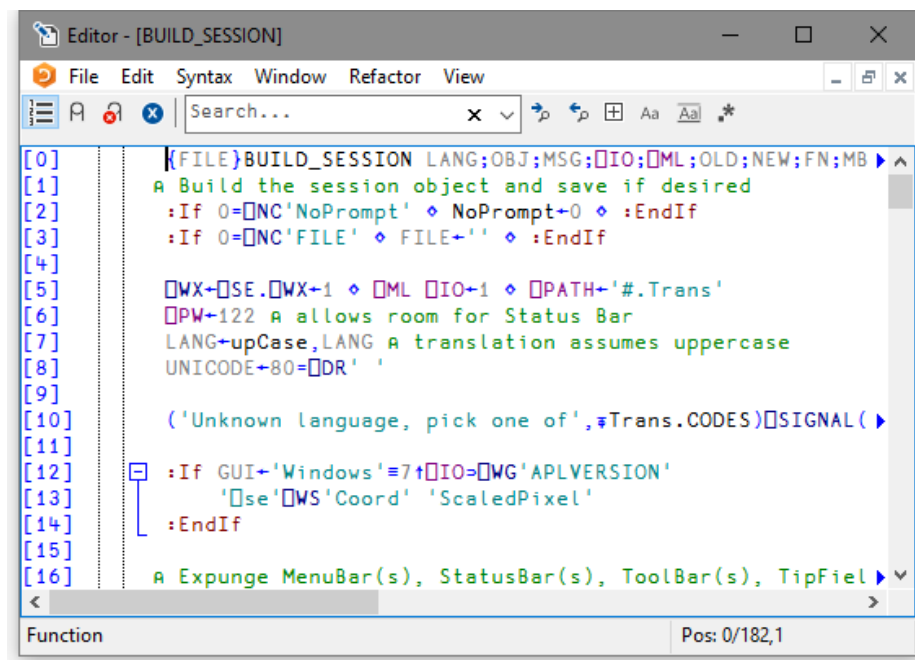 Editor - [BUILD_SESSION]
File Edit Syntax Window Refactor View
Search...
[0] {FILE}BUILD_SESSION LANG;OBJ;MSG;⎕IO;⎕ML;OLD;NEW;FN;MB
[1] ⍝ Build the session object and save if desired
[2] :If 0=⎕NC'NoPrompt' ⋄ NoPrompt←0 ⋄ :EndIf
[3] :If 0=⎕NC'FILE' ⋄ FILE←'' ⋄ :EndIf
[4]
[5] ⎕WX←⎕SE.⎕WX←1 ⋄ ⎕ML ⎕IO←1 ⋄ ⎕PATH←'#.Trans'
[6] ⎕PW←122 ⍝ allows room for Status Bar
[7] LANG←upCase,LANG ⍝ translation assumes uppercase
[8] UNICODE←80=⎕DR' '
[9]
[10] ('Unknown language, pick one of',⍕Trans.CODES)⎕SIGNAL(
[11]
[12] :If GUI←'Windows'≡7↑⎕IO⊃⎕WG'APLVERSION'
[13] '⎕se'⎕WS'Coord' 'ScaledPixel'
[14] :EndIf
[15]
[16] ⍝ Expunge MenuBar(s), StatusBar(s), ToolBar(s), TipFiel
Function Pos: 0/182,1